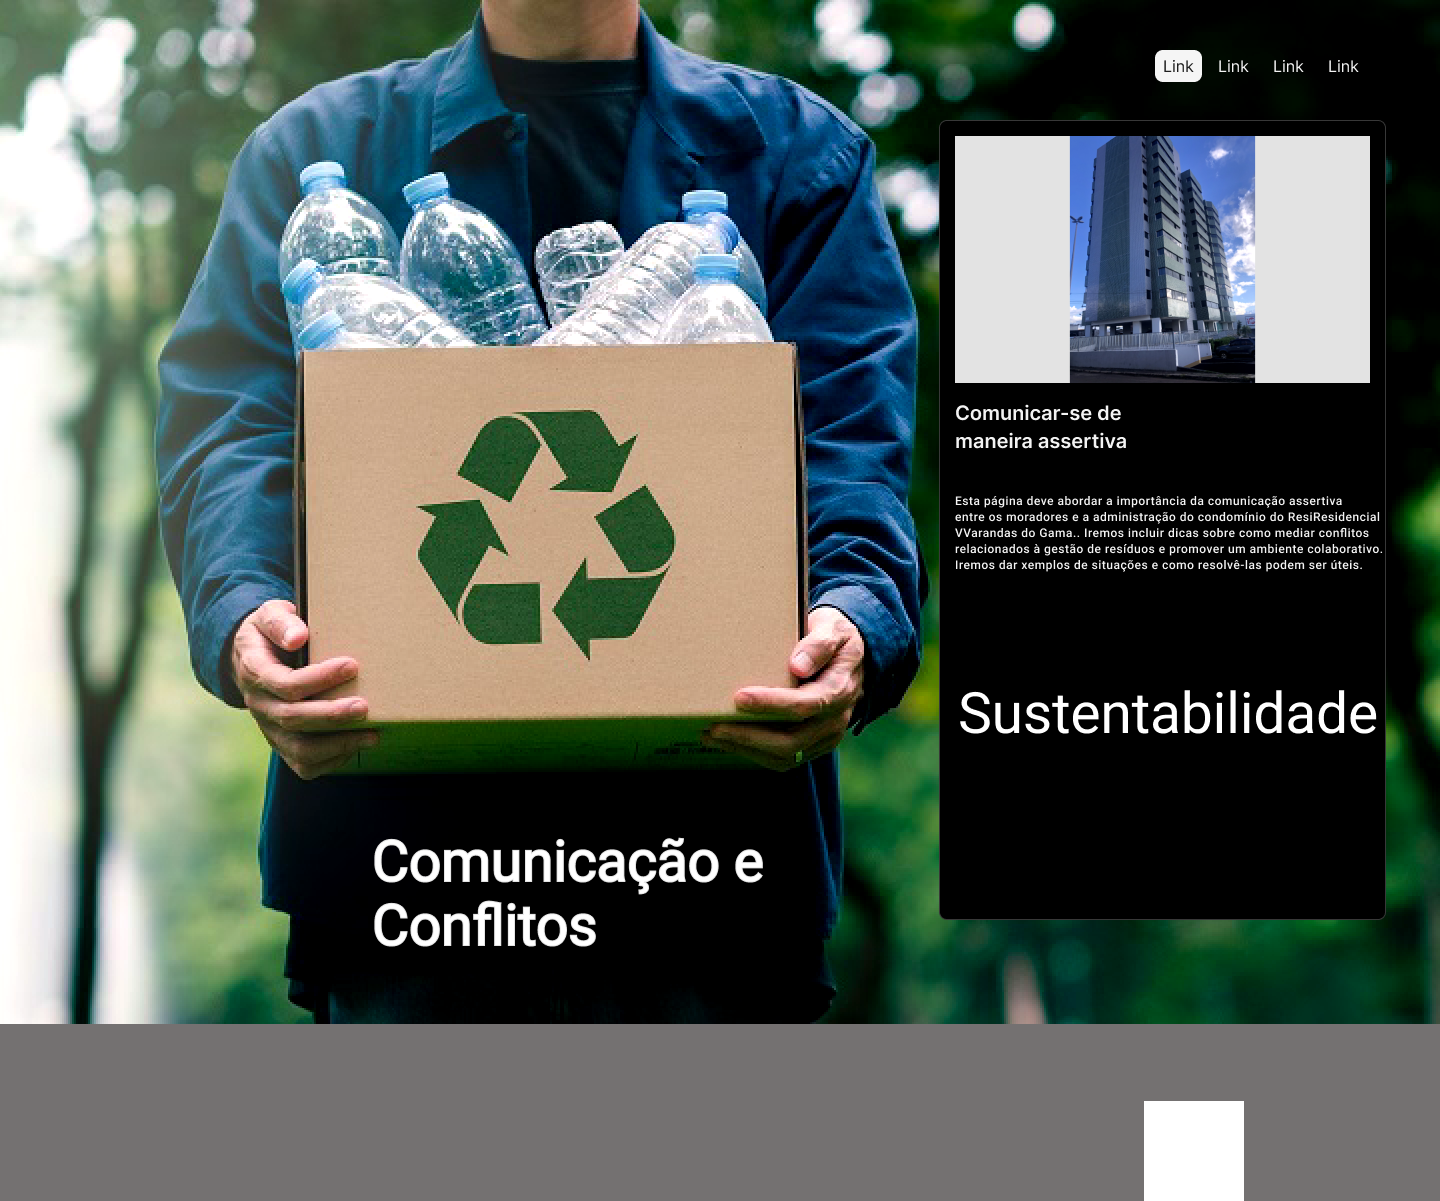 Link Link Link Link
Comunicar-se de
maneira assertiva
Esta página deve abordar a importância da comunicação assertiva
entre os moradores e a administração do condomínio do ResiResidencial
VVarandas do Gama.. Iremos incluir dicas sobre como mediar conflitos
relacionados à gestão de resíduos e promover um ambiente colaborativo.
Iremos dar xemplos de situações e como resolvê-las podem ser úteis.
Sustentabilidade
Comunicação e
Conflitos